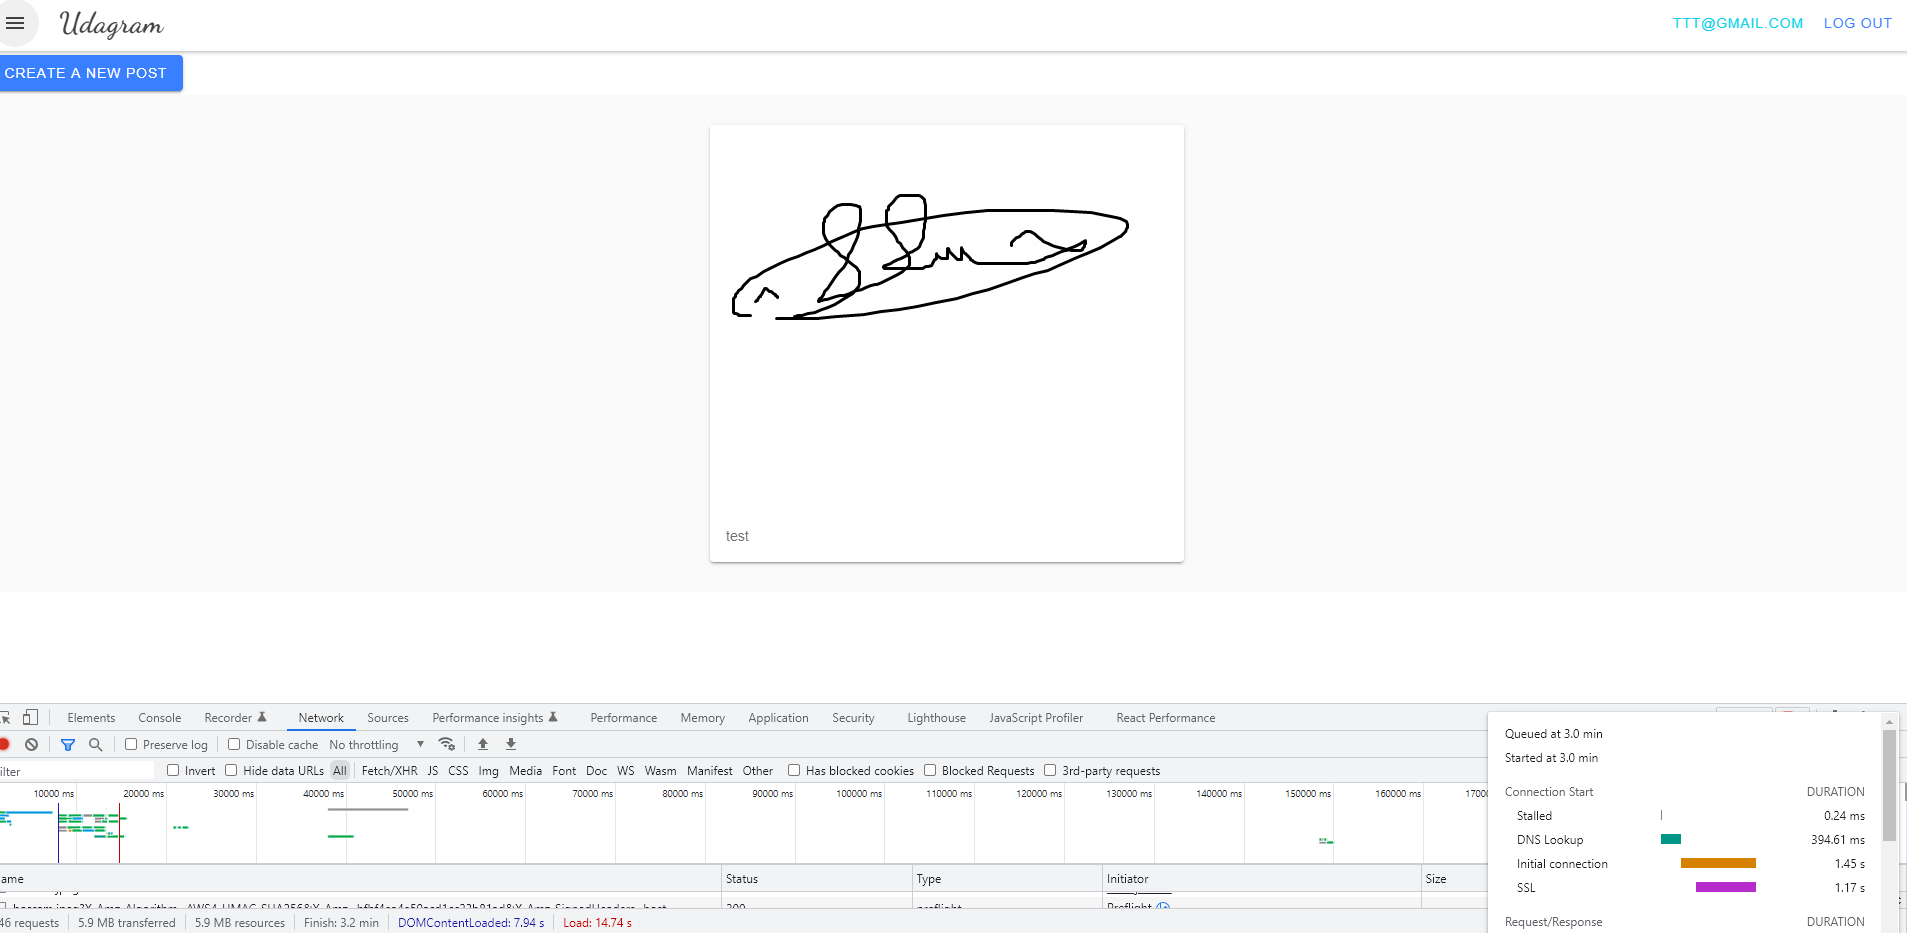 Udagram
TTT@GMAIL.COM LOG OUT
CREATE A NEW POST
test
Elements Console Recorder Network Sources Performance insights Performance Memory Application Security Lighthouse JavaScript Profiler React Performance
Preserve log Disable cache No throttling
ilter Invert Hide data URLs All Fetch/XHR JS CSS Img Media Font Doc WS Wasm Manifest Other Has blocked cookies Blocked Requests 3rd-party requests
10000 ms 20000 ms 30000 ms 40000 ms 50000 ms 60000 ms 70000 ms 80000 ms 90000 ms 100000 ms 110000 ms 120000 ms 130000 ms 140000 ms 150000 ms 160000 ms 1700
ame Status Type Initiator Size
200 preflight Preflight
46 requests 5.9 MB transferred 5.9 MB resources Finish: 3.2 min DOMContentLoaded: 7.94 s Load: 14.74 s
Queued at 3.0 min
Started at 3.0 min
Connection Start DURATION
Stalled 0.24 ms
DNS Lookup 394.61 ms
Initial connection 1.45 s
SSL 1.17 s
Request/Response DURATION